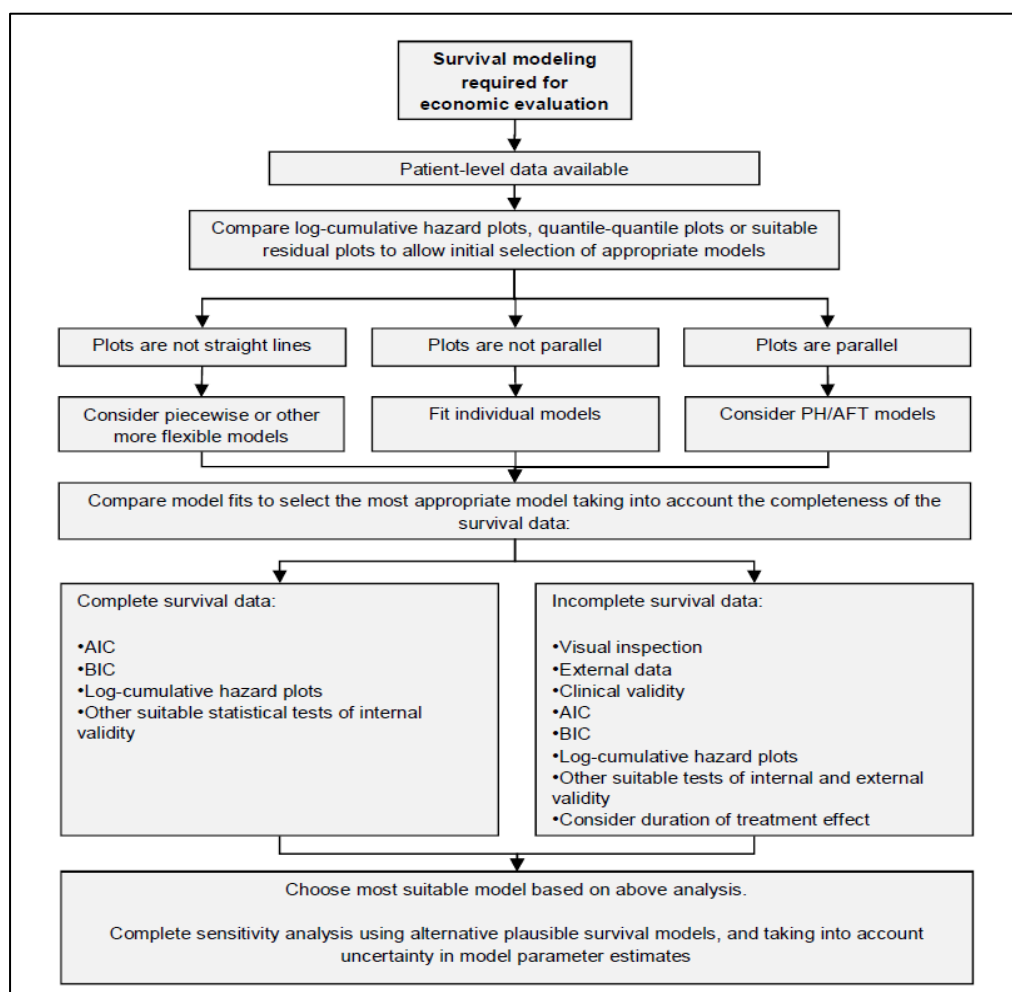 Survival modeling
required for
economic evaluation
Patient-level data available
Compare log-cumulative hazard plots, quantile-quantile plots or suitable
residual plots to allow initial selection of appropriate models
Plots are not straight lines
Plots are not parallel
Plots are parallel
Consider piecewise or other
more flexible models
Fit individual models
Consider PH/AFT models
Compare model fits to select the most appropriate model taking into account the completeness of the
survival data:
Complete survival data:
•AIC
•BIC
•Log-cumulative hazard plots
•Other suitable statistical tests of internal
validity
Incomplete survival data:
•Visual inspection
•External data
•Clinical validity
•AIC
•BIC
•Log-cumulative hazard plots
•Other suitable tests of internal and external
validity
•Consider duration of treatment effect
Choose most suitable model based on above analysis.
Complete sensitivity analysis using alternative plausible survival models, and taking into account
uncertainty in model parameter estimates